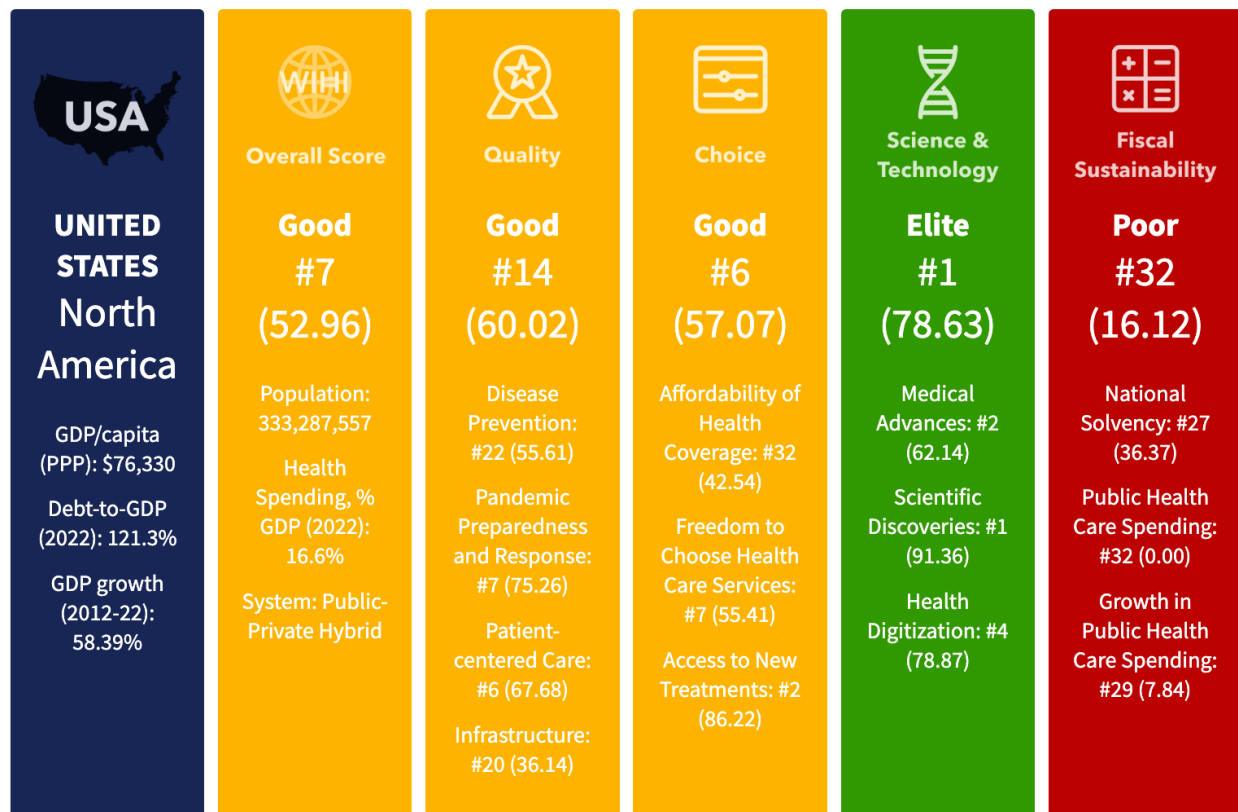 USA
UNITED
STATES
North
America
GDP/capita
(PPP): $76,330
Debt-to-GDP
(2022): 121.3%
GDP growth
(2012-22):
58.39%
WIHI
Overall Score
Good
#7
(52.96)
Population:
333,287,557
Health
Spending, %
GDP (2022):
16.6%
System: Public-
Private Hybrid
Quality
Good
#14
(60.02)
Disease
Prevention:
#22 (55.61)
Pandemic
Preparedness
and Response:
#7 (75.26)
Patient-
centered Care:
#6 (67.68)
Infrastructure:
#20 (36.14)
Choice
Good
#6
(57.07)
Affordability of
Health
Coverage: #32
(42.54)
Freedom to
Choose Health
Care Services:
#7 (55.41)
Access to New
Treatments: #2
(86.22)
Science &
Technology
Elite
#1
(78.63)
Medical
Advances: #2
(62.14)
Scientific
Discoveries: #1
(91.36)
Health
Digitization: #4
(78.87)
Fiscal
Sustainability
Poor
#32
(16.12)
National
Solvency: #27
(36.37)
Public Health
Care Spending:
#32 (0.00)
Growth in
Public Health
Care Spending:
#29 (7.84)